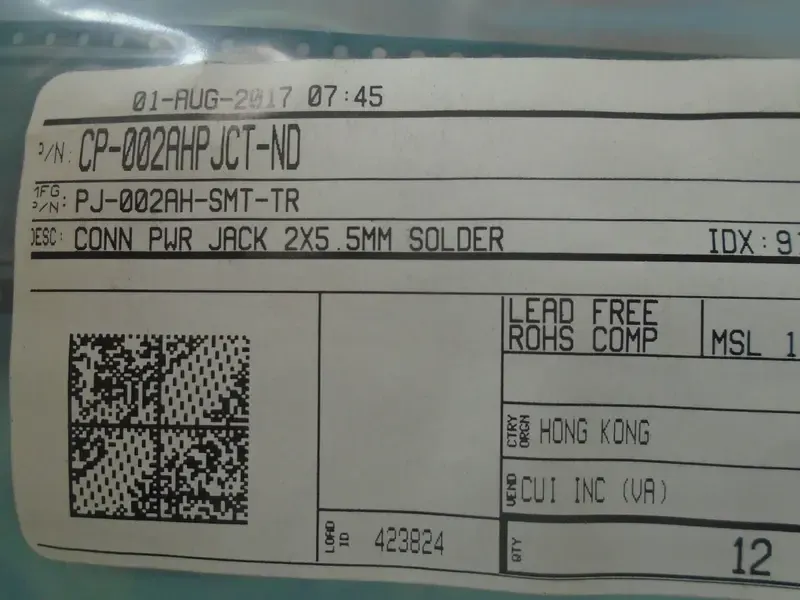 01-AUG-2017 07:45
P/N: CP-002AHPJCT-ND
MFG P/N: PJ-002AH-SMT-TR
DESC: CONN PWR JACK 2X5.5MM SOLDER IDX: 9
LEAD FREE
ROHS COMP
MSL 1
CTRY ORGN HONG KONG
VEND CUI INC (VA)
LOAD ID 423824
QTY 12